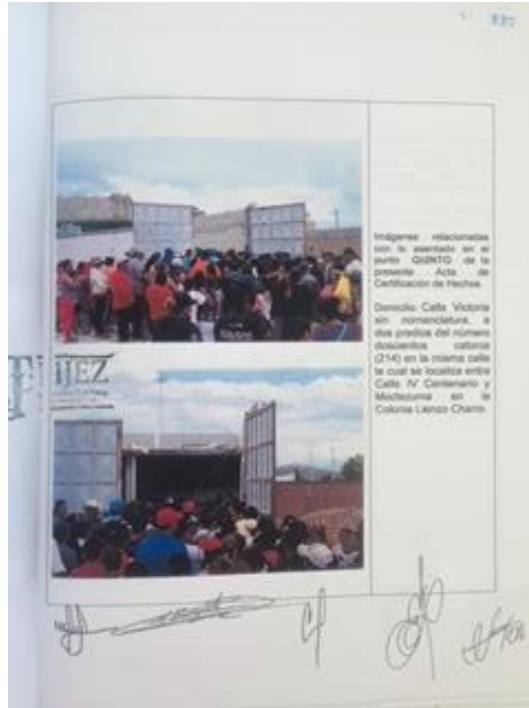 Imágenes relacionadas
con lo asentado en el
punto QUINTO de la
presente Acta de
Certificación de Hechos.
Domicilio: Calle Victoria
sin nomenclatura, a
dos predios del número
doscientos catorce
(214) en la misma calle
la cual se localiza entre
Calle IV Centenario y
Moctezuma en la
Colonia Lienzo Charro.